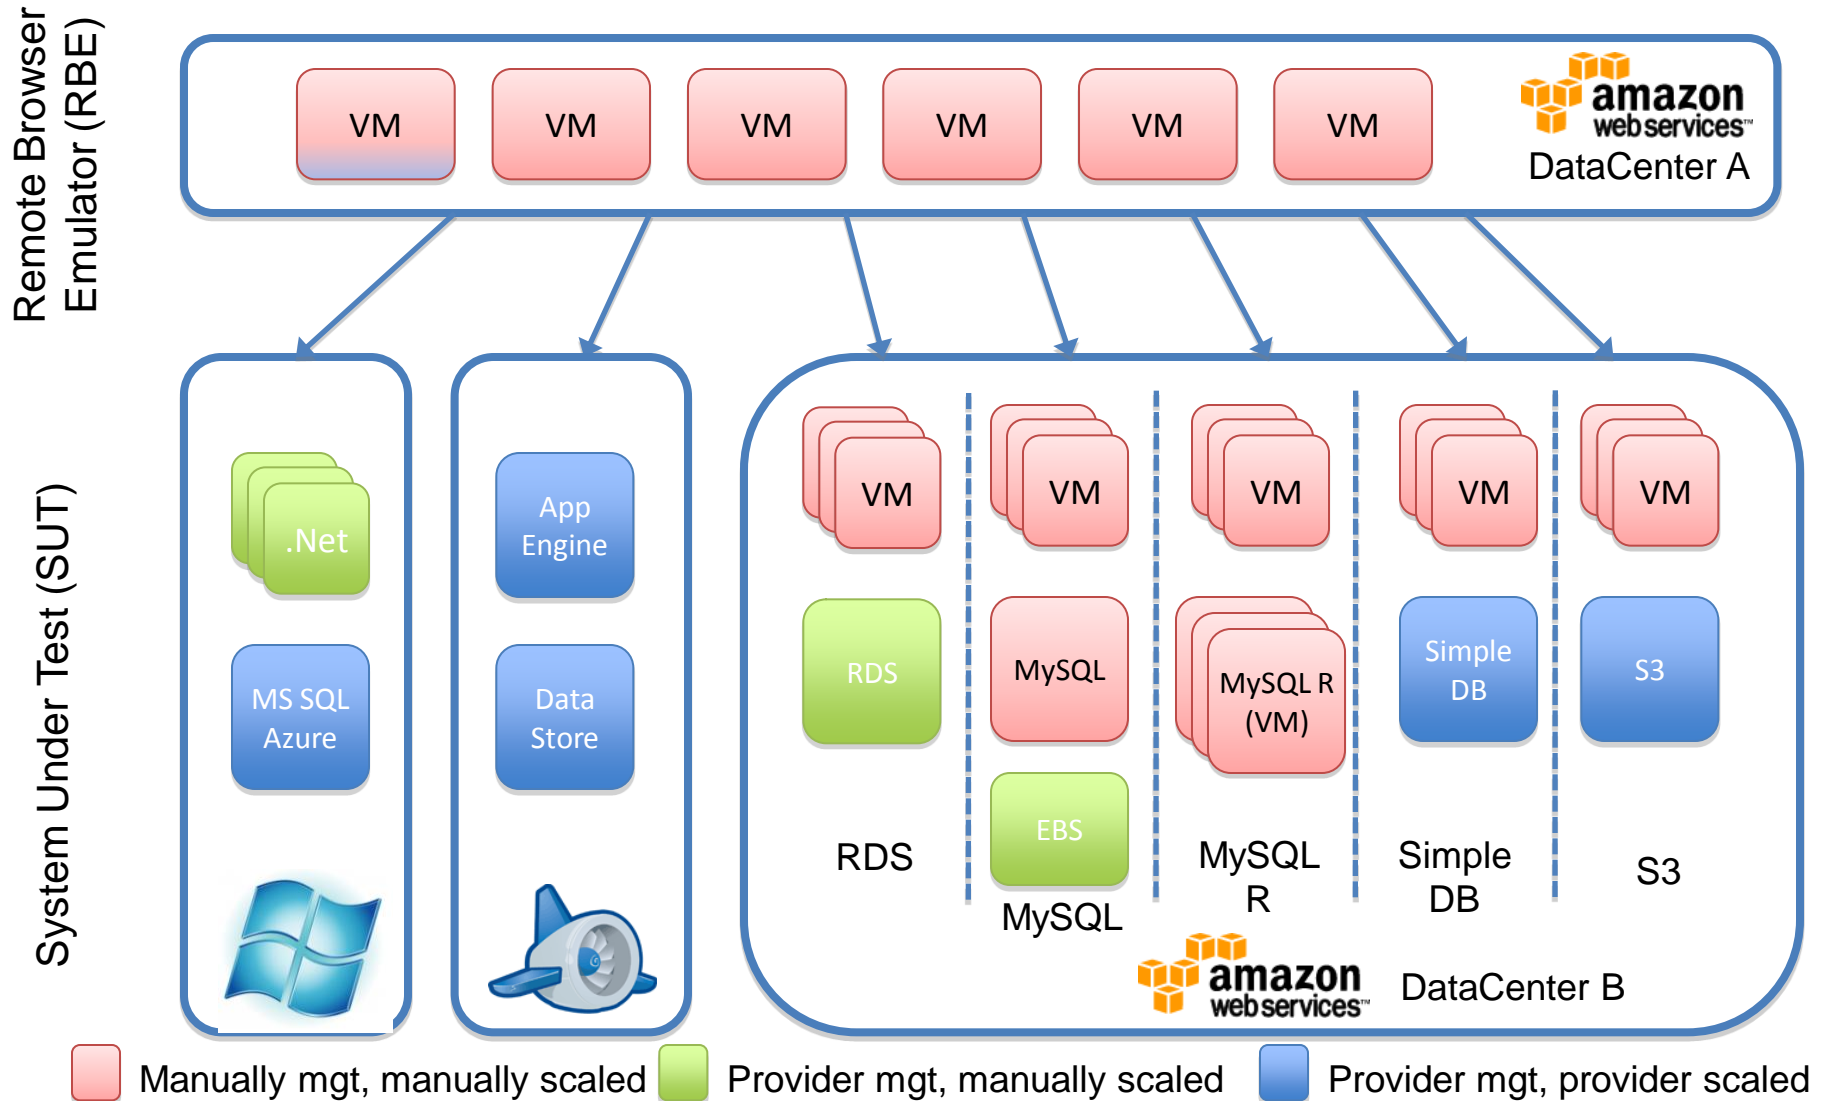 Remote Browser
Emulator (RBE)
VM
VM
VM
VM
VM
VM
amazon
webservices™
DataCenter A
System Under Test (SUT)
.Net
MS SQL
Azure
App
Engine
Data
Store
VM
RDS
RDS
VM
MySQL
EBS
MySQL
VM
MySQL R
(VM)
MySQL
R
VM
Simple
DB
Simple
DB
VM
S3
S3
amazon
webservices™
DataCenter B
Manually mgt, manually scaled
Provider mgt, manually scaled
Provider mgt, provider scaled